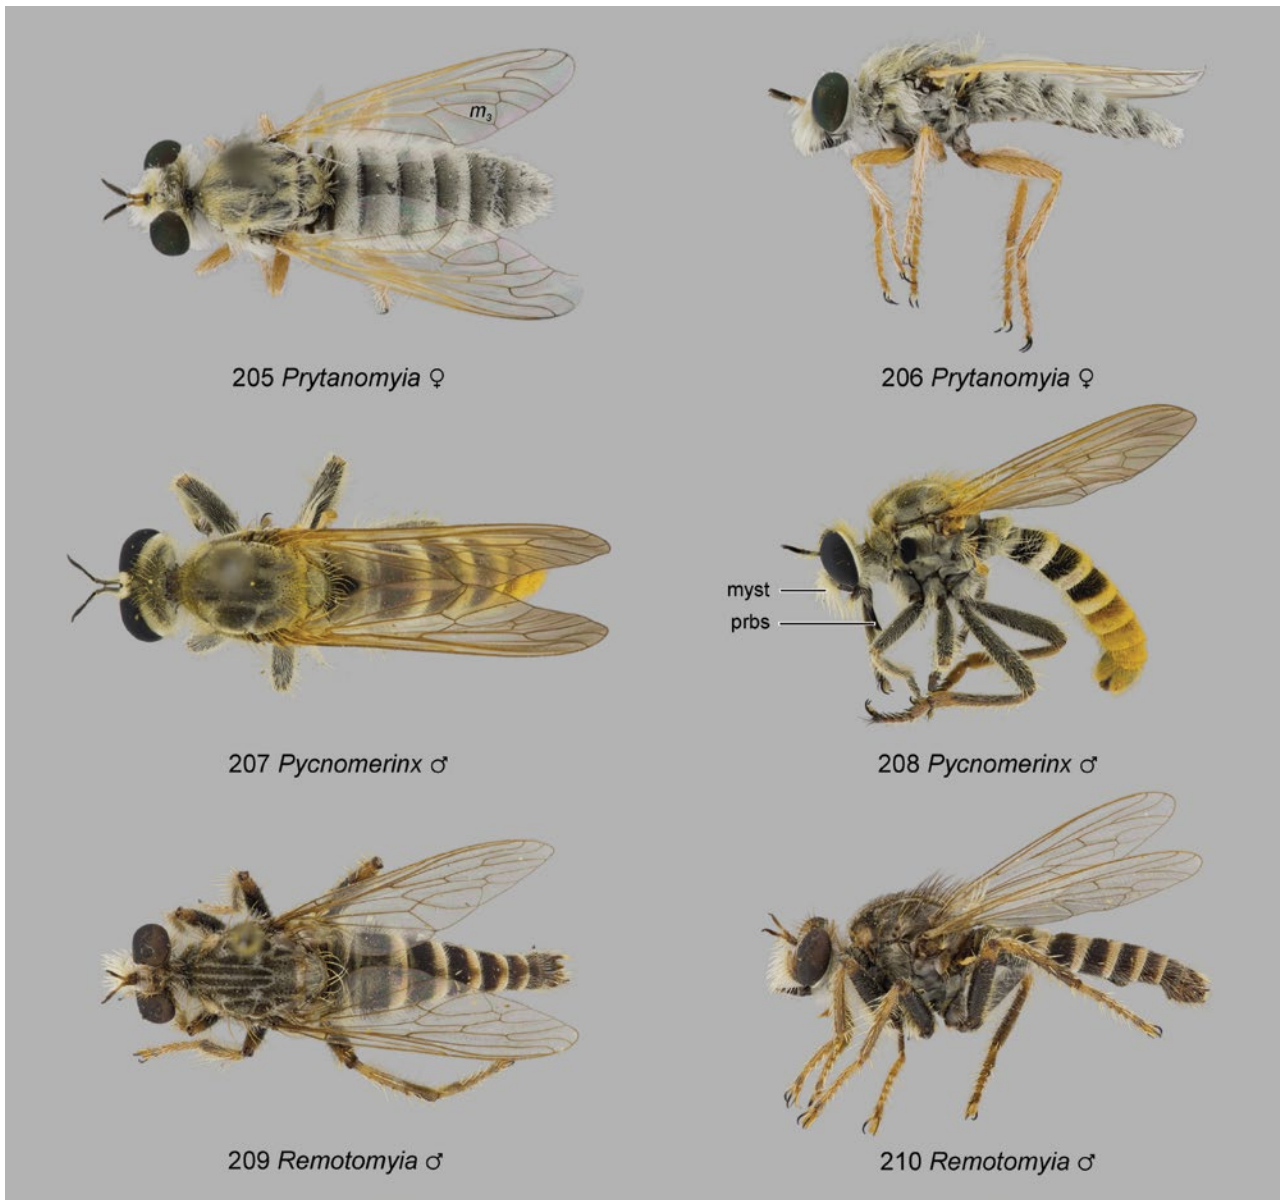 m₃
205 Prytanomyia ♀
206 Prytanomyia ♀
207 Pycnomerinx ♂
myst
prbs
208 Pycnomerinx ♂
209 Remotomyia ♂
210 Remotomyia ♂